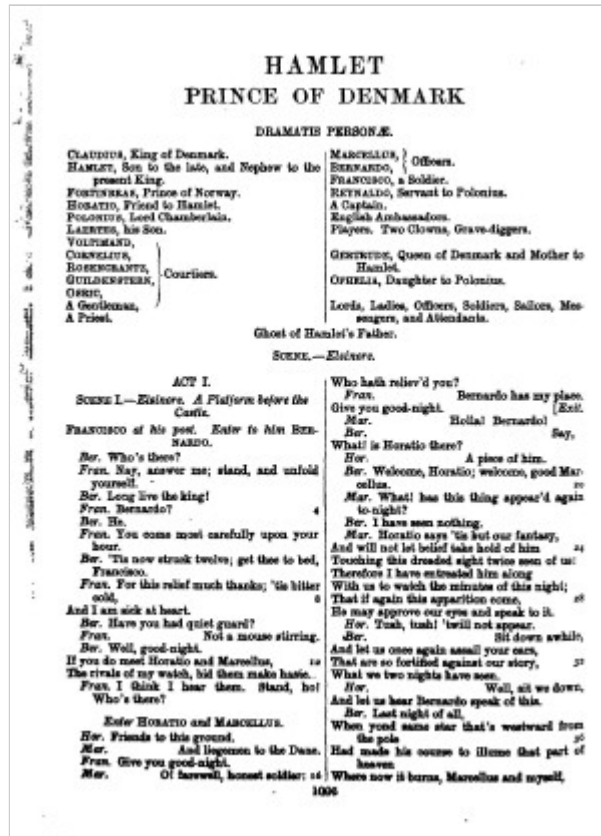 HAMLET
PRINCE OF DENMARK
DRAMATIS PERSONÆ.
CLAUDIUS, King of Denmark.
HAMLET, Son to the late, and Nephew to the
present King.
FORTINBRAS, Prince of Norway.
HORATIO, Friend to Hamlet.
POLONIUS, Lord Chamberlain.
LAERTES, his Son.
VOLTIMAND,
CORNELIUS,
ROSENCRANTZ,
GUILDENSTERN,
OSRIC,
A Gentleman,
Courtiers.
A Priest.
MARCELLUS,
BERNARDO,
Officers.
FRANCISCO, a Soldier.
REYNALDO, Servant to Polonius.
A Captain.
English Ambassadors.
Players. Two Clowns, Grave-diggers.
GERTRUDE, Queen of Denmark and Mother to
Hamlet.
OPHELIA, Daughter to Polonius.
Lords, Ladies, Officers, Soldiers, Sailors, Mes-
sengers, and Attendants.
Ghost of Hamlet's Father.
SCENE.—Elsinore.
ACT I.
SCENE I.—Elsinore. A Platform before the
Castle.
FRANCISCO at his post. Enter to him BER-
NARDO.
Ber. Who's there?
Fran. Nay, answer me; stand, and unfold
yourself.
Ber. Long live the king!
Fran. Bernardo? 4
Ber. He.
Fran. You come most carefully upon your
hour.
Ber. 'Tis now struck twelve; get thee to bed,
Francisco.
Fran. For this relief much thanks; 'tis bitter
cold, 8
And I am sick at heart.
Ber. Have you had quiet guard?
Fran. Not a mouse stirring.
Ber. Well, good-night.
If you do meet Horatio and Marcellus, 12
The rivals of my watch, bid them make haste.
Fran. I think I hear them. Stand, ho!
Who's there?
Enter HORATIO and MARCELLUS.
Hor. Friends to this ground.
Mar. And liegemen to the Dane.
Fran. Give you good-night.
Mar. O! farewell, honest soldier: 16
Who hath reliev'd you?
Fran. Bernardo has my place.
Give you good-night. [Exit.
Mar. Holla! Bernardo!
Ber. Say,
What! is Horatio there?
Hor. A piece of him.
Ber. Welcome, Horatio; welcome, good Mar-
cellus. 20
Mar. What! has this thing appear'd again
to-night?
Ber. I have seen nothing.
Mar. Horatio says 'tis but our fantasy,
And will not let belief take hold of him 24
Touching this dreaded sight twice seen of us:
Therefore I have entreated him along
With us to watch the minutes of this night;
That if again this apparition come, 28
He may approve our eyes and speak to it.
Hor. Tush, tush! 'twill not appear.
Ber. Sit down awhile,
And let us once again assail your ears,
That are so fortified against our story, 32
What we two nights have seen.
Hor. Well, sit we down,
And let us hear Bernardo speak of this.
Ber. Last night of all,
When yond same star that's westward from
the pole 36
Had made his course to illume that part of
heaven
Where now it burns, Marcellus and myself,
1006